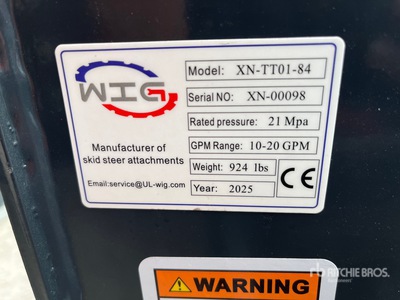 WIG
Manufacturer of
skid steer attachments
Email:service@UL-wig.com
Model: XN-TT01-84
Serial NO: XN-00098
Rated pressure: 21 Mpa
GPM Range: 10-20 GPM
Weight: 924 lbs
Year: 2025
CE
WARNING
rb RITCHIE BROS.